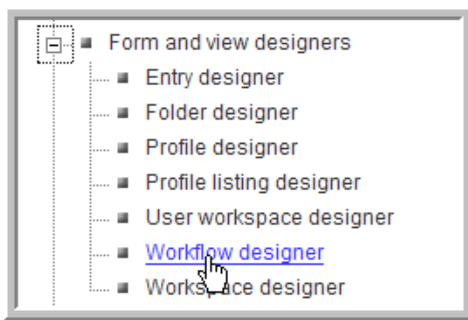 Form and view designers
Entry designer
Folder designer
Profile designer
Profile listing designer
User workspace designer
Workflow designer
Workspace designer